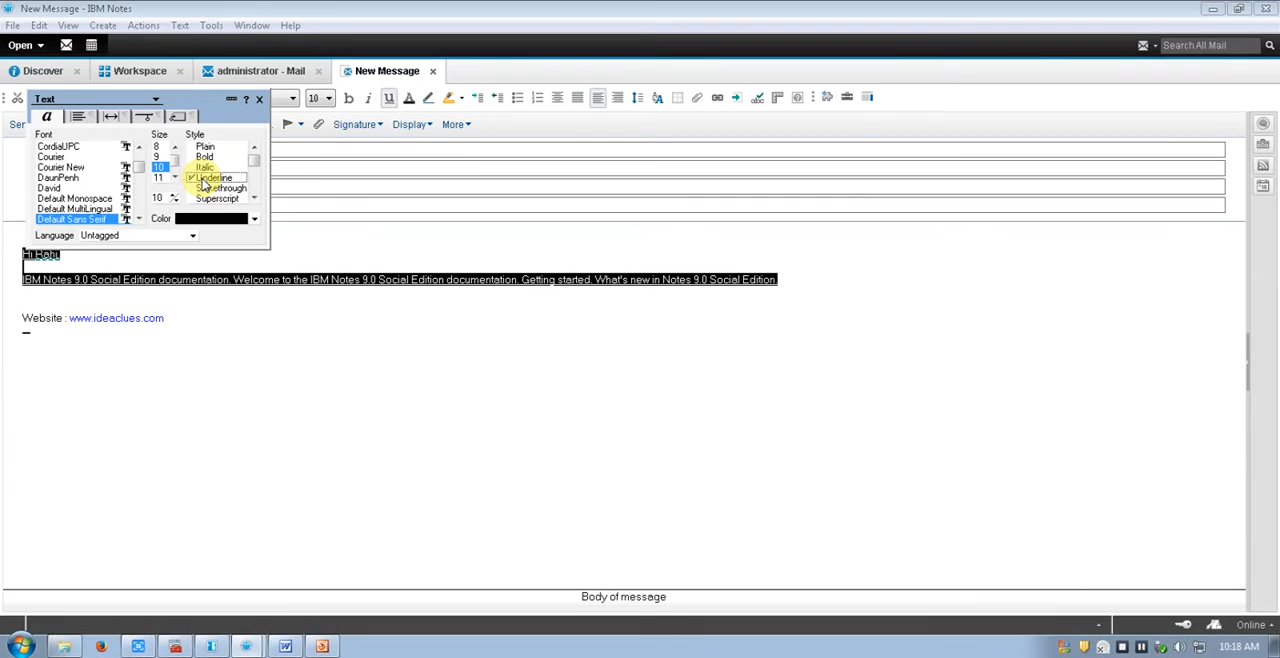 New Message - IBM Notes
File Edit View Create Actions Text Tools Window Help
Open Search All Mail
Discover Workspace administrator - Mail New Message
Text 10 b i u A
Signature Display More
a
Font Size Style
CordiaUPC 8 Plain
Courier 9 Bold
Courier New 10 Italic
DaunPenh 11 Underline
David Strikethrough
Default Monospace 10 Superscript
Default MultiLingual
Default Sans Serif Color
Language Untagged
Hi
IBM Notes 9.0 Social Edition documentation. Welcome to the IBM Notes 9.0 Social Edition documentation. Getting started. What's new in Notes 9.0 Social Edition.
Website : www.ideaclues.com
Body of message
Online
10:18 AM